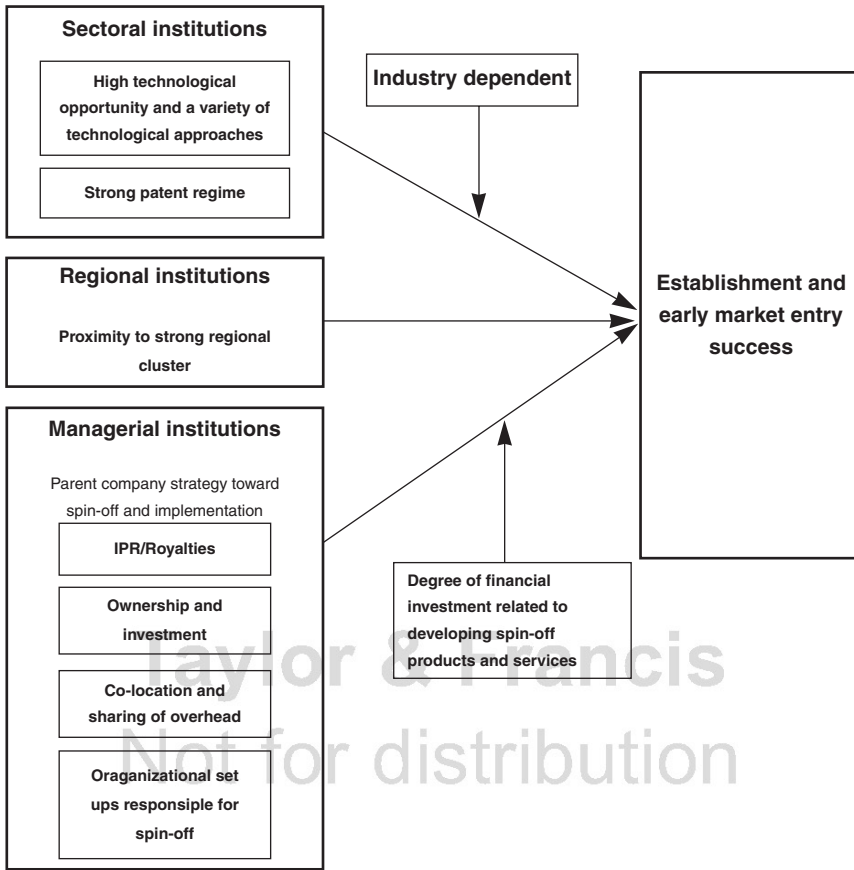 Sectoral institutions
High technological
opportunity and a variety of
technological approaches
Strong patent regime
Industry dependent
Regional institutions
Proximity to strong regional
cluster
Managerial institutions
Parent company strategy toward
spin-off and implementation
IPR/Royalties
Ownership and
investment
Co-location and
sharing of overhead
Oraganizational set
ups responsible for
spin-off
Degree of financial
investment related to
developing spin-off
products and services
Establishment and
early market entry
success
Taylor & Francis
Not for distribution